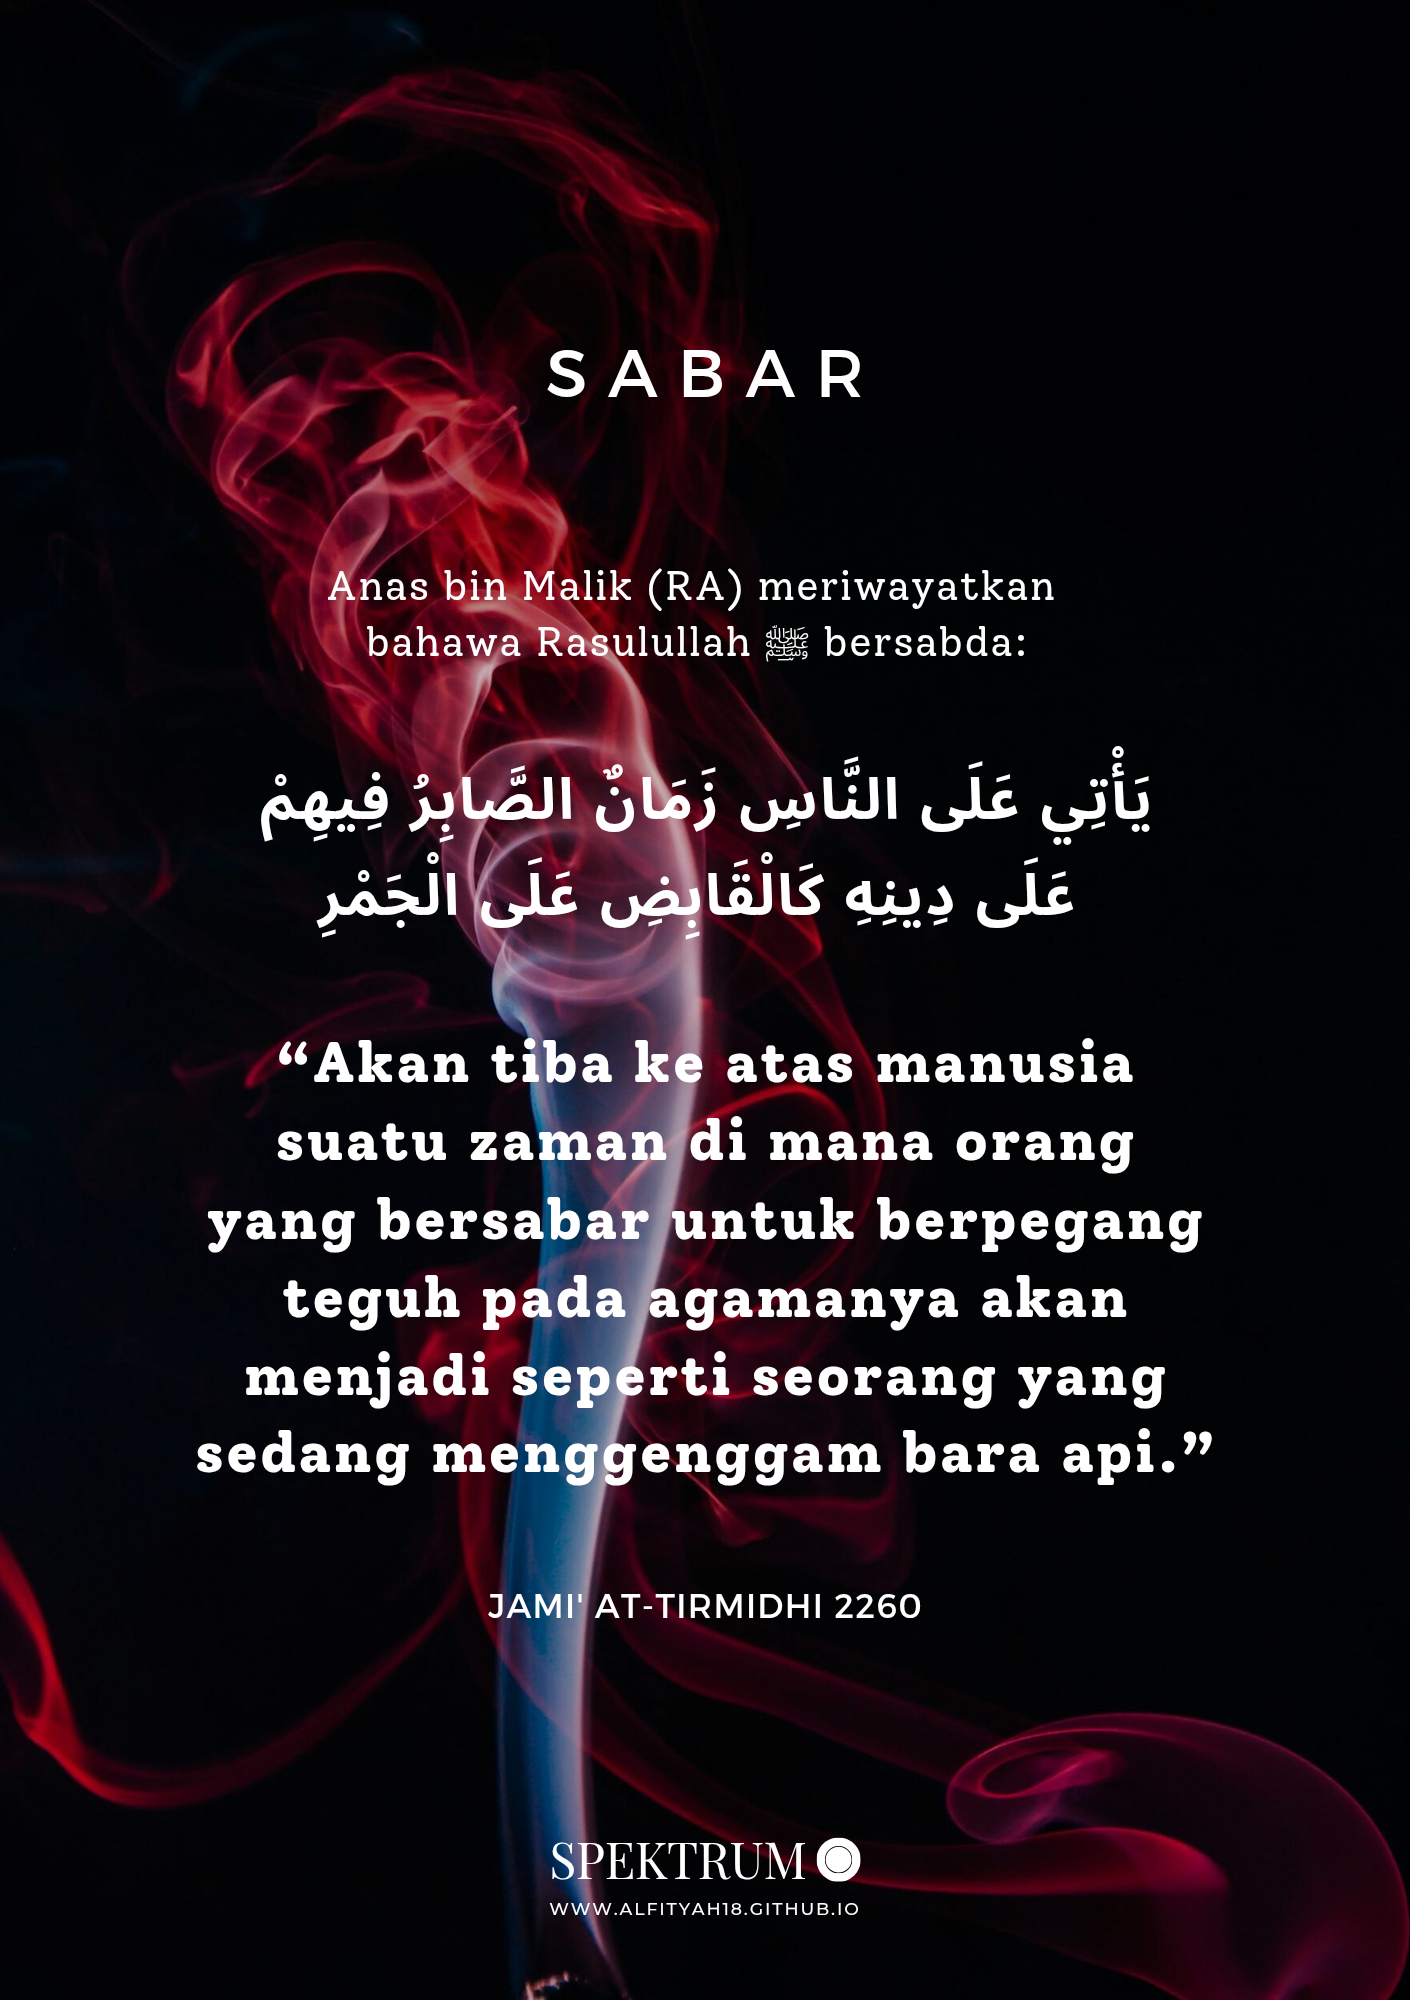 SABAR
Anas bin Malik (RA) meriwayatkan
bahawa Rasulullah ﷺ bersabda:
يَأْتِي عَلَى النَّاسِ زَمَانٌ الصَّابِرُ فِيهِمْ
عَلَى دِينِهِ كَالْقَابِضِ عَلَى الْجَمْرِ
“Akan tiba ke atas manusia
suatu zaman di mana orang
yang bersabar untuk berpegang
teguh pada agamanya akan
menjadi seperti seorang yang
sedang menggenggam bara api.”
JAMI' AT-TIRMIDHI 2260
SPEKTRUM
WWW.ALFITYAH18.GITHUB.IO